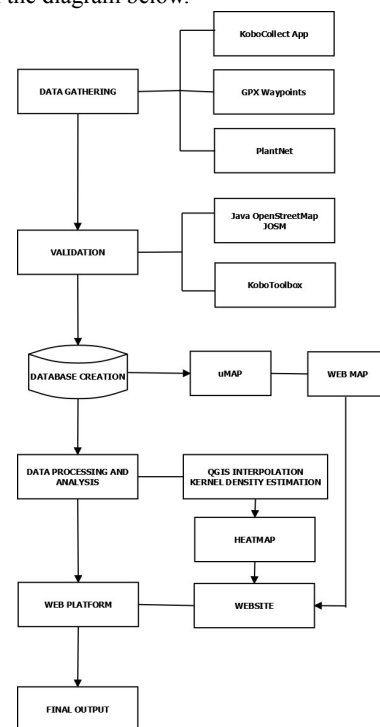 the diagram below.
KoboCollect App
DATA GATHERING
GPX Waypoints
PlantNet
Java OpenStreetMap
JOSM
VALIDATION
KoboToolbox
DATABASE CREATION
uMAP
WEB MAP
DATA PROCESSING AND
ANALYSIS
QGIS INTERPOLATION
KERNEL DENSITY ESTIMATION
HEATMAP
WEB PLATFORM
WEBSITE
FINAL OUTPUT